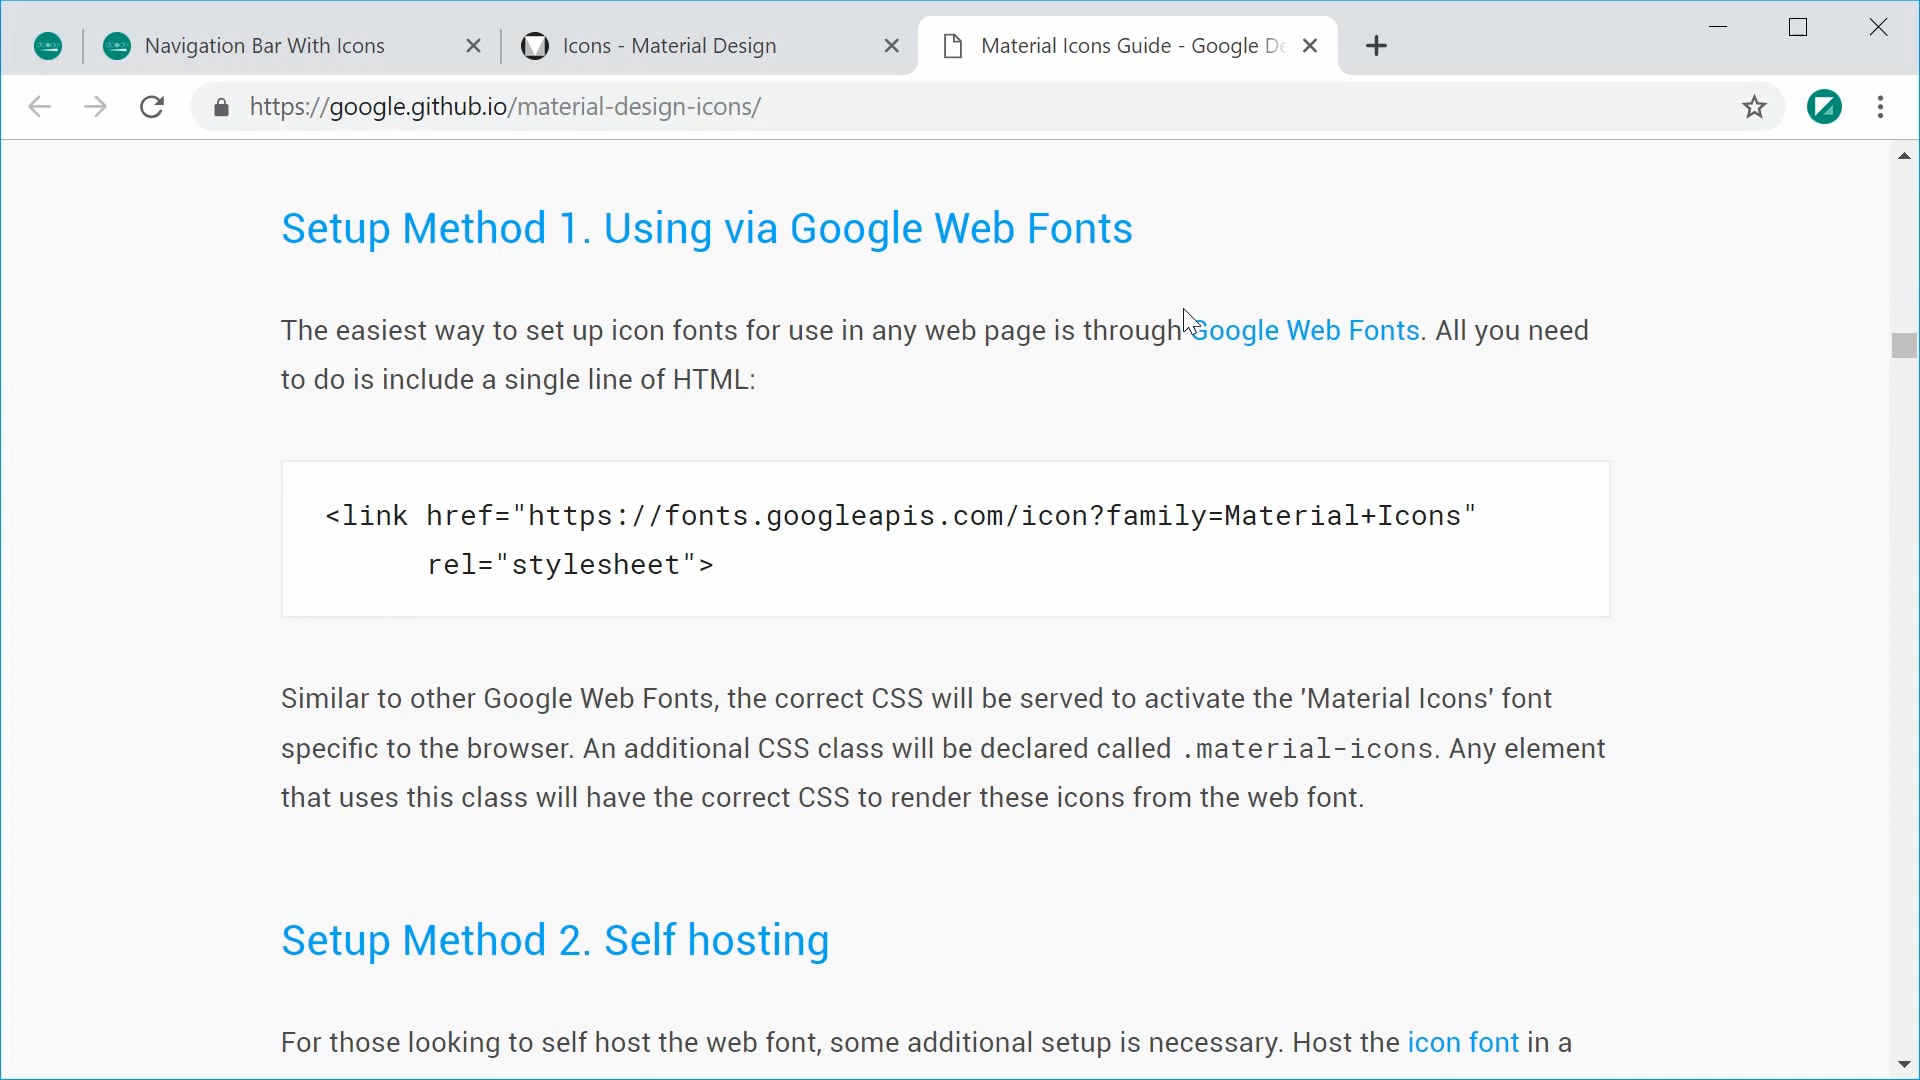 Navigation Bar With Icons
Icons - Material Design
Material Icons Guide - Google De
https://google.github.io/material-design-icons/
Setup Method 1. Using via Google Web Fonts
The easiest way to set up icon fonts for use in any web page is through Google Web Fonts. All you need
to do is include a single line of HTML:
<link href="https://fonts.googleapis.com/icon?family=Material+Icons"
rel="stylesheet">
Similar to other Google Web Fonts, the correct CSS will be served to activate the 'Material Icons' font
specific to the browser. An additional CSS class will be declared called .material-icons. Any element
that uses this class will have the correct CSS to render these icons from the web font.
Setup Method 2. Self hosting
For those looking to self host the web font, some additional setup is necessary. Host the icon font in a